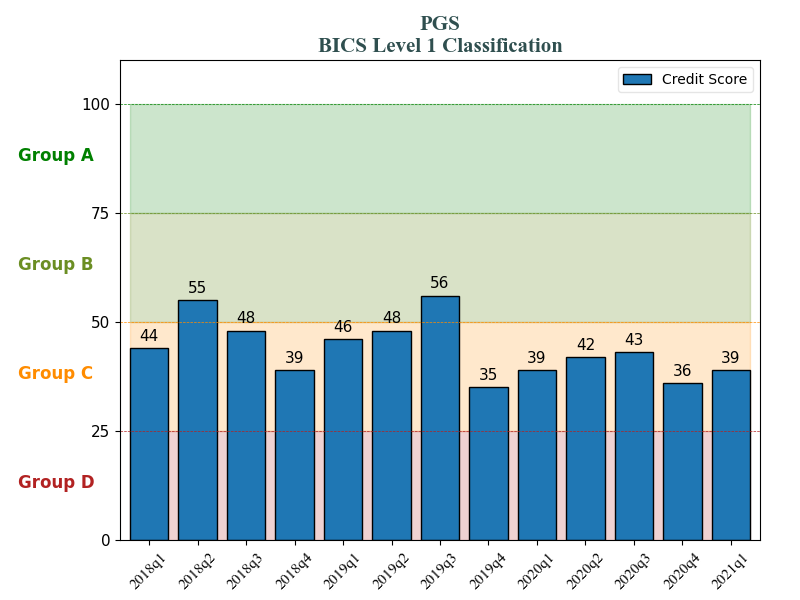 PGS
BICS Level 1 Classification
Credit Score
100
Group A
75
Group B
50
Group C
25
Group D
0
44
55
48
39
46
48
56
35
39
42
43
36
39
2018q1
2018q2
2018q3
2018q4
2019q1
2019q2
2019q3
2019q4
2020q1
2020q2
2020q3
2020q4
2021q1